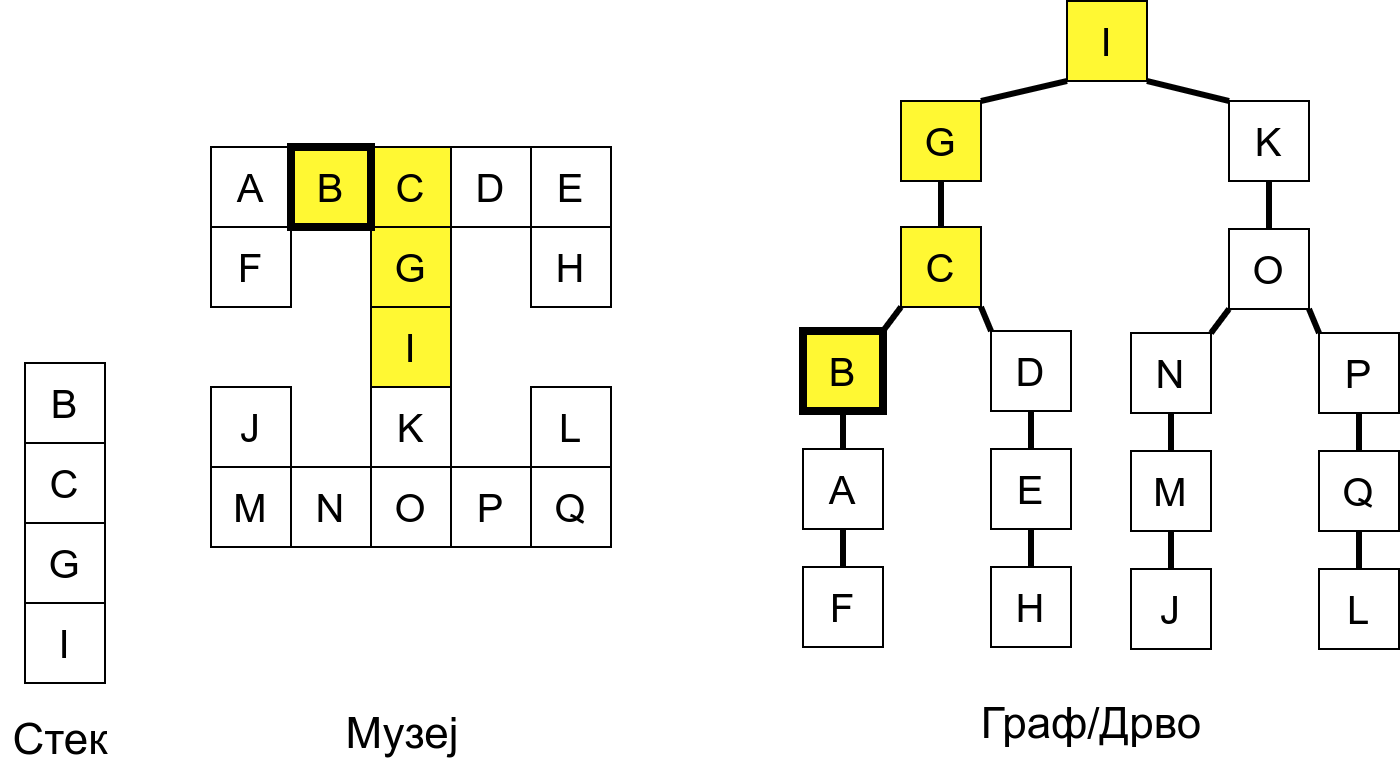 I
G K
A B C D E
F G H
C O
I
B
C
G
I
J K L
M N O P Q
B D N P
A E M Q
F H J L
Стек
Музеј
Граф/Дрво